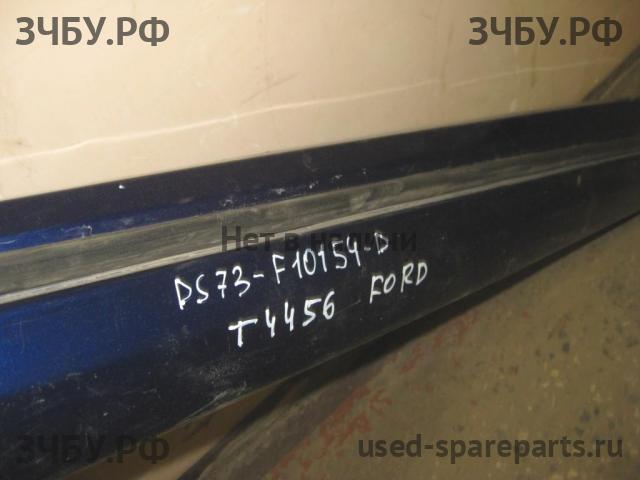 ЗЧБУ.РФ ЗЧБУ.РФ
Нет в наличии
DS73-F10154-D
T4456 FORD
ЗЧБУ.РФ used-spareparts.ru